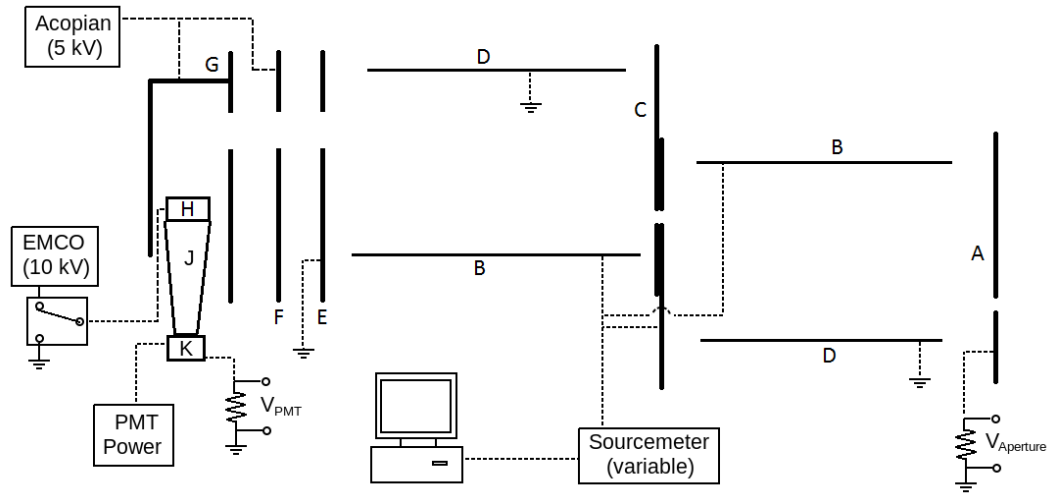 Acopian
(5 kV)
G
D
C
B
H
EMCO
(10 kV)
J
A
B
F
E
K
D
PMT
Power
VPMT
Sourcemeter
(variable)
VAperture